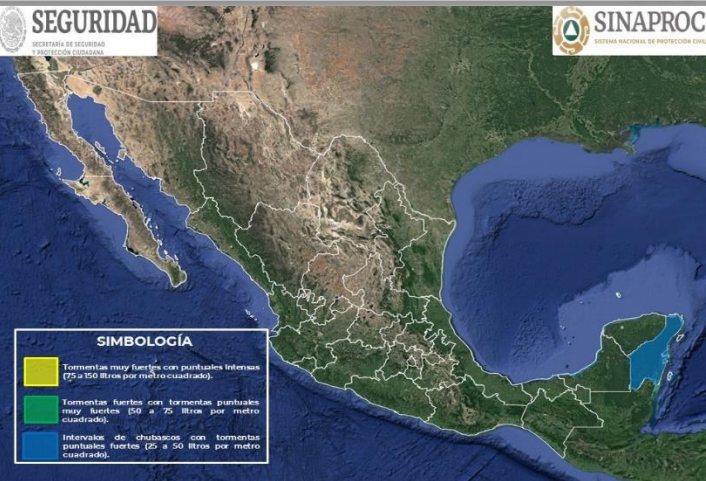 SEGURIDAD
SECRETARÍA DE SEGURIDAD
Y PROTECCIÓN CIUDADANA
SINAPROC
SISTEMA NACIONAL DE PROTECCIÓN CIVIL
SIMBOLOGÍA
Tormentas muy fuertes con puntuales Intensas
(75 a 150 litros por metro cuadrado).
Tormentas fuertes con tormentas puntuales
muy fuertes (50 a 75 litros por metro
cuadrado).
Intervalos de chubascos con tormentas
puntuales fuertes (25 a 50 litros por metro
cuadrado).